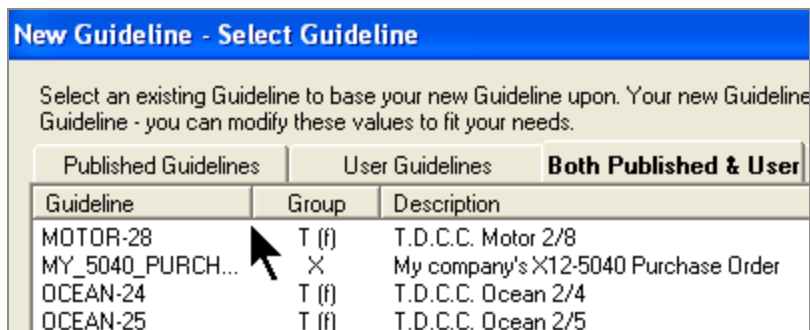 New Guideline - Select Guideline
Select an existing Guideline to base your new Guideline upon. Your new Guideline
Guideline - you can modify these values to fit your needs.
Published Guidelines User Guidelines Both Published & User
Guideline Group Description
MOTOR-28 T (f) T.D.C.C. Motor 2/8
MY_5040_PURCH... X My company's X12-5040 Purchase Order
OCEAN-24 T (f) T.D.C.C. Ocean 2/4
OCEAN-25 T (f) T.D.C.C. Ocean 2/5